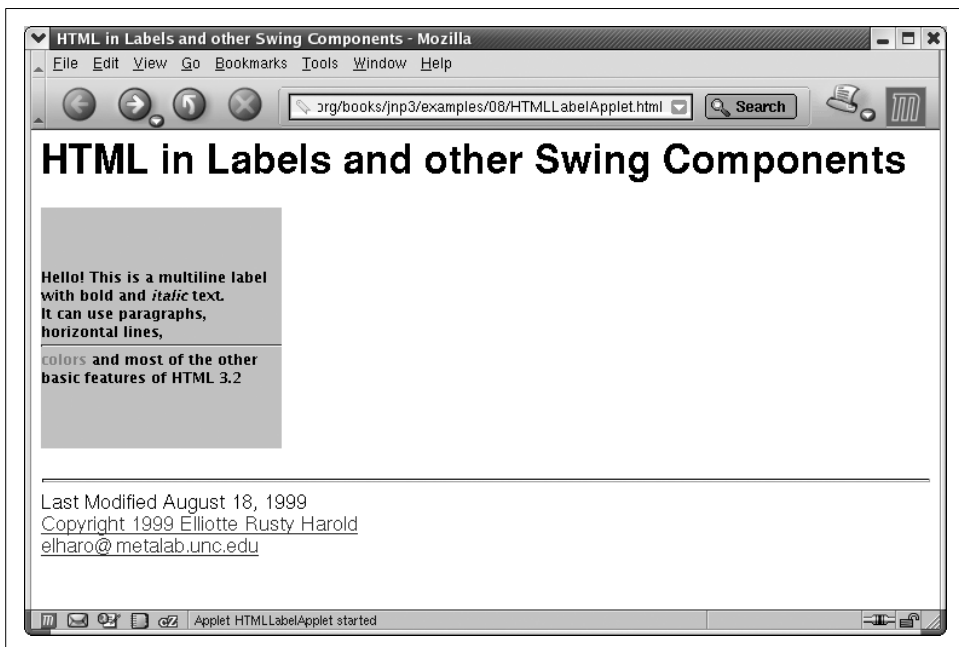 HTML in Labels and other Swing Components - Mozilla
File Edit View Go Bookmarks Tools Window Help
org/books/jnp3/examples/08/HTMLLabelApplet.html Search
HTML in Labels and other Swing Components
Hello! This is a multiline label
with bold and italic text.
It can use paragraphs,
horizontal lines,
colors and most of the other
basic features of HTML 3.2
Last Modified August 18, 1999
Copyright 1999 Elliotte Rusty Harold
elharo@metalab.unc.edu
Applet HTMLLabelApplet started